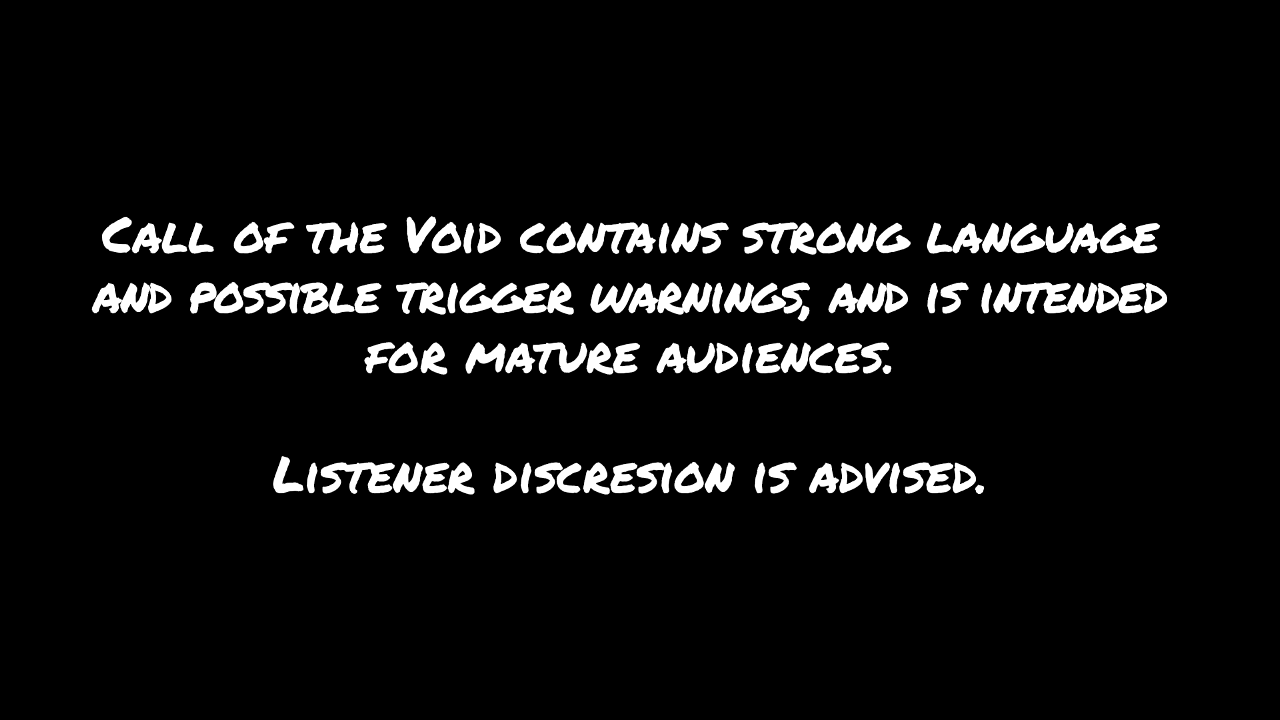 Call of the Void contains strong language
and possible trigger warnings, and is intended
for mature audiences.
Listener discresion is advised.